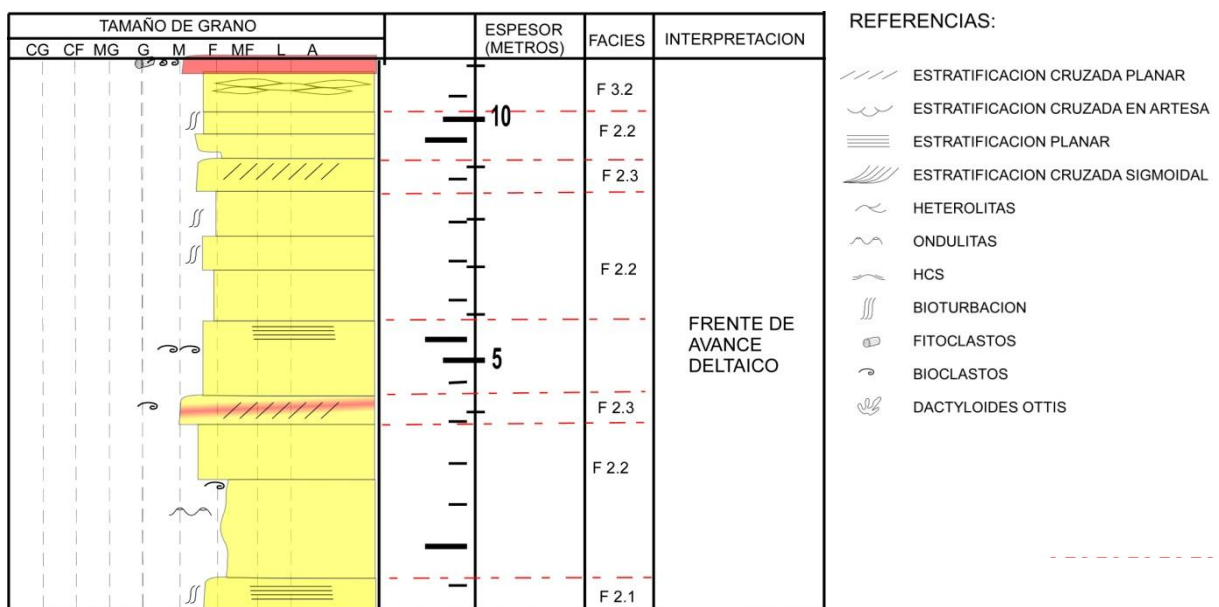 TAMAÑO DE GRANO
CG CF MG G M F MF L A
ESPESOR
(METROS)
FACIES
INTERPRETACION
F 3.2
10
F 2.2
F 2.3
F 2.2
5
F 2.3
F 2.2
F 2.1
FRENTE DE
AVANCE
DELTAICO
REFERENCIAS:
ESTRATIFICACION CRUZADA PLANAR
ESTRATIFICACION CRUZADA EN ARTESA
ESTRATIFICACION PLANAR
ESTRATIFICACION CRUZADA SIGMOIDAL
HETEROLITAS
ONDULITAS
HCS
BIOTURBACION
FITOCLASTOS
BIOCLASTOS
DACTYLOIDES OTTIS